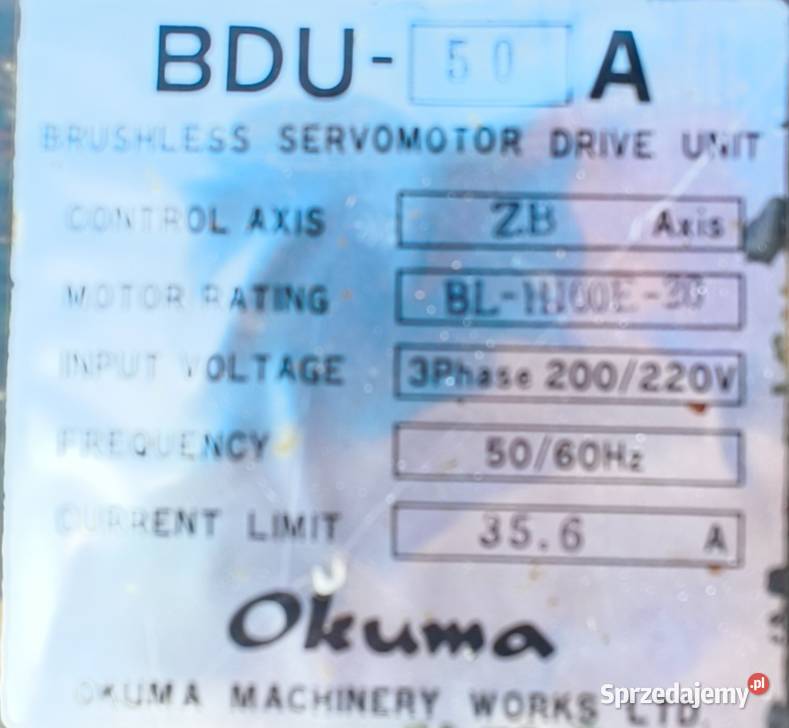 BDU-50 A
BRUSHLESS SERVOMOTOR DRIVE UNIT
CONTROL AXIS ZB Axis
MOTOR RATING
INPUT VOLTAGE 3Phase 200/220V
FREQUENCY 50/60Hz
CURRENT LIMIT 35.6 A
Okuma
OKUMA MACHINERY WORKS LTD.
Sprzedajemy.pl